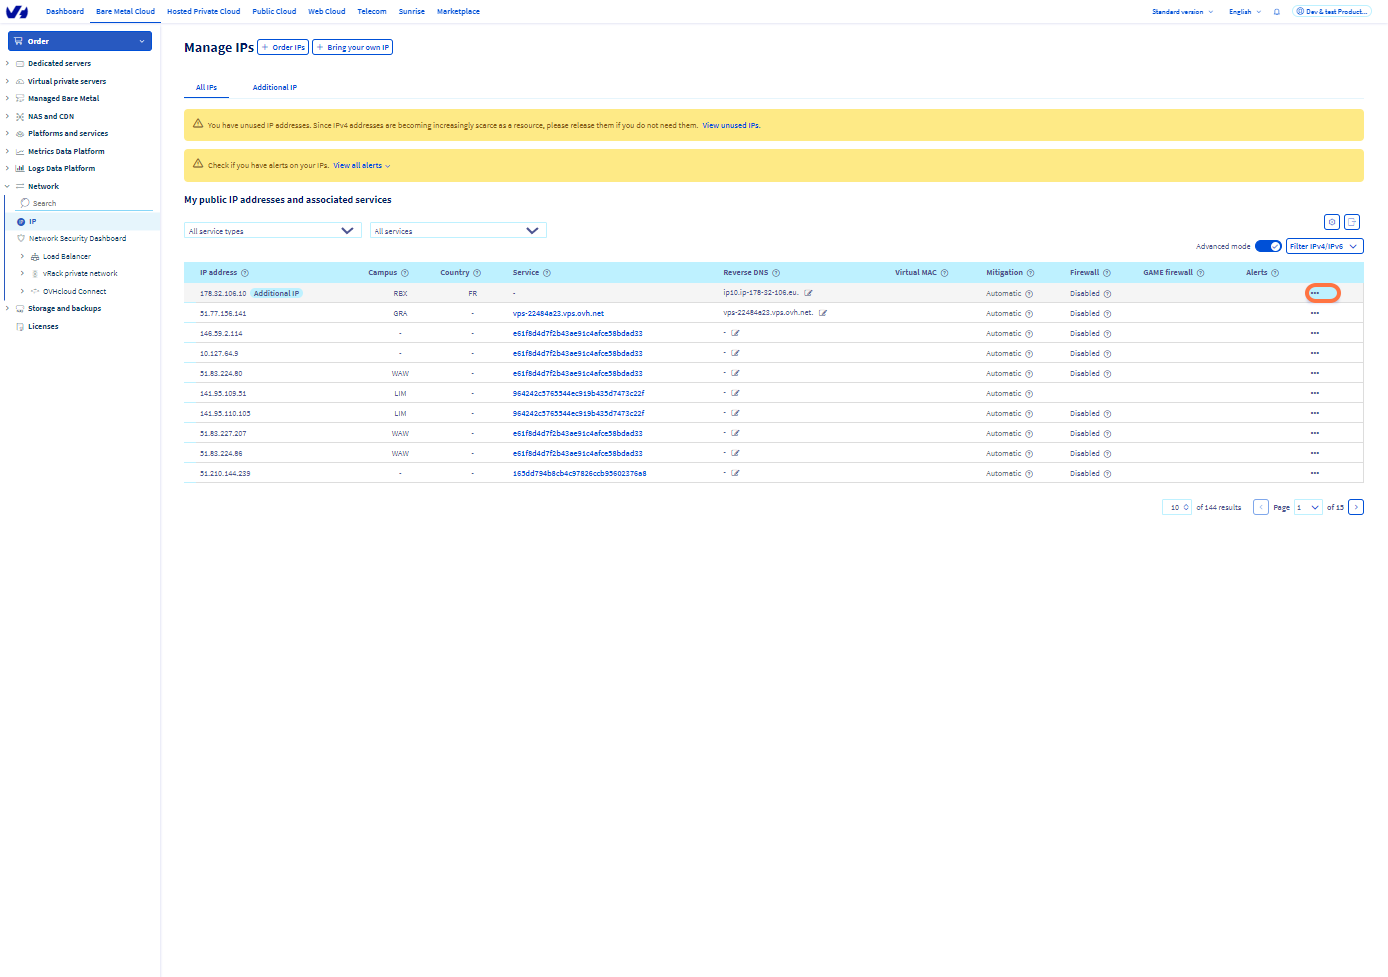 Dashboard Bare Metal Cloud Hosted Private Cloud Public Cloud Web Cloud Telecom Sunrise Marketplace Standard version English Dev & test Product...
Order
Dedicated servers
Virtual private servers
Managed Bare Metal
NAS and CDN
Platforms and services
Metrics Data Platform
Logs Data Platform
Network
Search
IP
Network Security Dashboard
Load Balancer
vRack private network
OVHcloud Connect
Storage and backups
Licenses
Manage IPs + Order IPs + Bring your own IP
All IPs Additional IP
You have unused IP addresses. Since IPv4 addresses are becoming increasingly scarce as a resource, please release them if you do not need them. View unused IPs.
Check if you have alerts on your IPs. View all alerts
My public IP addresses and associated services
All service types All services
Advanced mode Filter IPv4/IPv6
IP address Campus Country Service Reverse DNS Virtual MAC Mitigation Firewall GAME firewall Alerts
178.32.106.10 Additional IP RBX FR - ip10.ip-178-32-106.eu. Automatic Disabled ...
51.77.156.141 GRA - vps-22484a23.vps.ovh.net vps-22484a23.vps.ovh.net. Automatic Disabled ...
146.59.2.114 - - e61f8d4d7f2b43ae91c4afce58bdad33 - Automatic Disabled ...
10.127.64.9 - - e61f8d4d7f2b43ae91c4afce58bdad33 - Automatic Disabled ...
51.83.224.80 WAW - e61f8d4d7f2b43ae91c4afce58bdad33 - Automatic Disabled ...
141.95.109.51 LIM - 964242c5765544ec919b435d7473c22f - Automatic ...
141.95.110.105 LIM - 964242c5765544ec919b435d7473c22f - Automatic Disabled ...
51.83.227.207 WAW - e61f8d4d7f2b43ae91c4afce58bdad33 - Automatic Disabled ...
51.83.224.86 WAW - e61f8d4d7f2b43ae91c4afce58bdad33 - Automatic Disabled ...
51.210.144.239 - - 165dd794b8cb4c97826ccb95602376a8 - Automatic Disabled ...
10 of 144 results Page 1 of 15